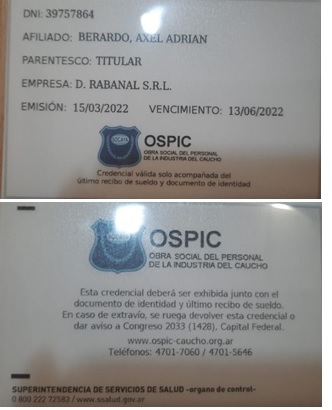 DNI: 39757864
AFILIADO: BERARDO, AXEL ADRIAN
PARENTESCO: TITULAR
EMPRESA: D. RABANAL S.R.L.
EMISIÓN: 15/03/2022 VENCIMIENTO: 13/06/2022
OSPIC
OBRA SOCIAL DEL PERSONAL
DE LA INDUSTRIA DEL CAUCHO
Credencial válida solo acompañada del
último recibo de sueldo y documento de identidad
OSPIC
OBRA SOCIAL DEL PERSONAL
DE LA INDUSTRIA DEL CAUCHO
Esta credencial deberá ser exhibida junto con el
documento de identidad y último recibo de sueldo.
En caso de extravío, se ruega devolver esta credencial o
dar aviso a Congreso 2033 (1428), Capital Federal.
www.ospic-caucho.org.ar
Teléfonos: 4701-7060 / 4701-5646
SUPERINTENDENCIA DE SERVICIOS DE SALUD -organo de control-
0 800 222 72583 / www.sssalud.gov.ar